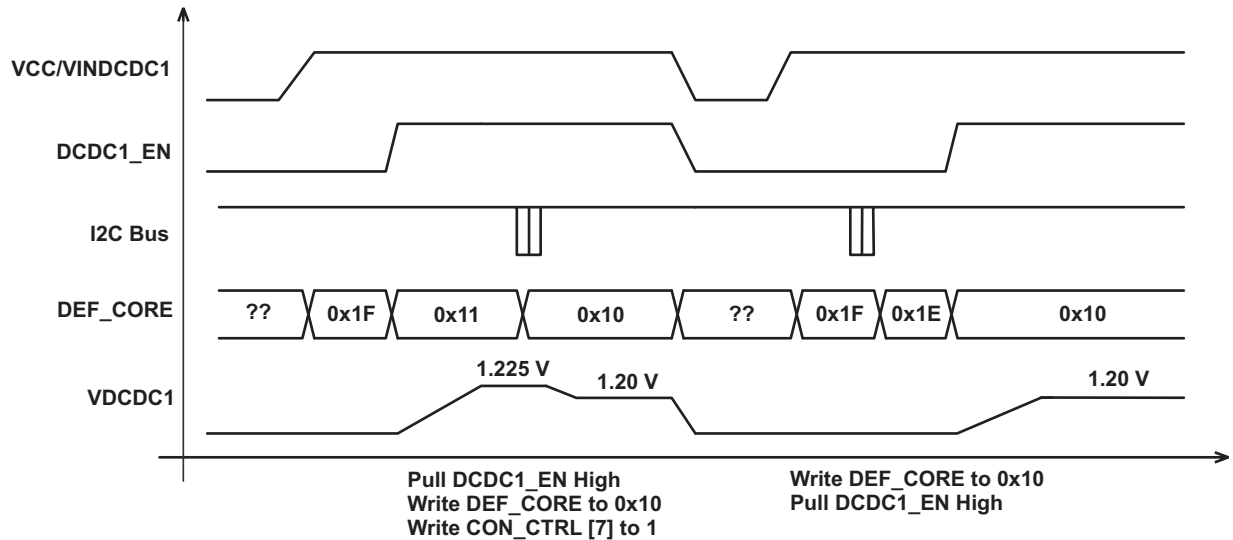 VCC/VINDCDC1
DCDC1_EN
I2C Bus
DEF_CORE
?? 0x1F 0x11 0x10 ?? 0x1F 0x1E 0x10
1.225 V
1.20 V
1.20 V
VDCDC1
Pull DCDC1_EN High
Write DEF_CORE to 0x10
Write CON_CTRL [7] to 1
Write DEF_CORE to 0x10
Pull DCDC1_EN High